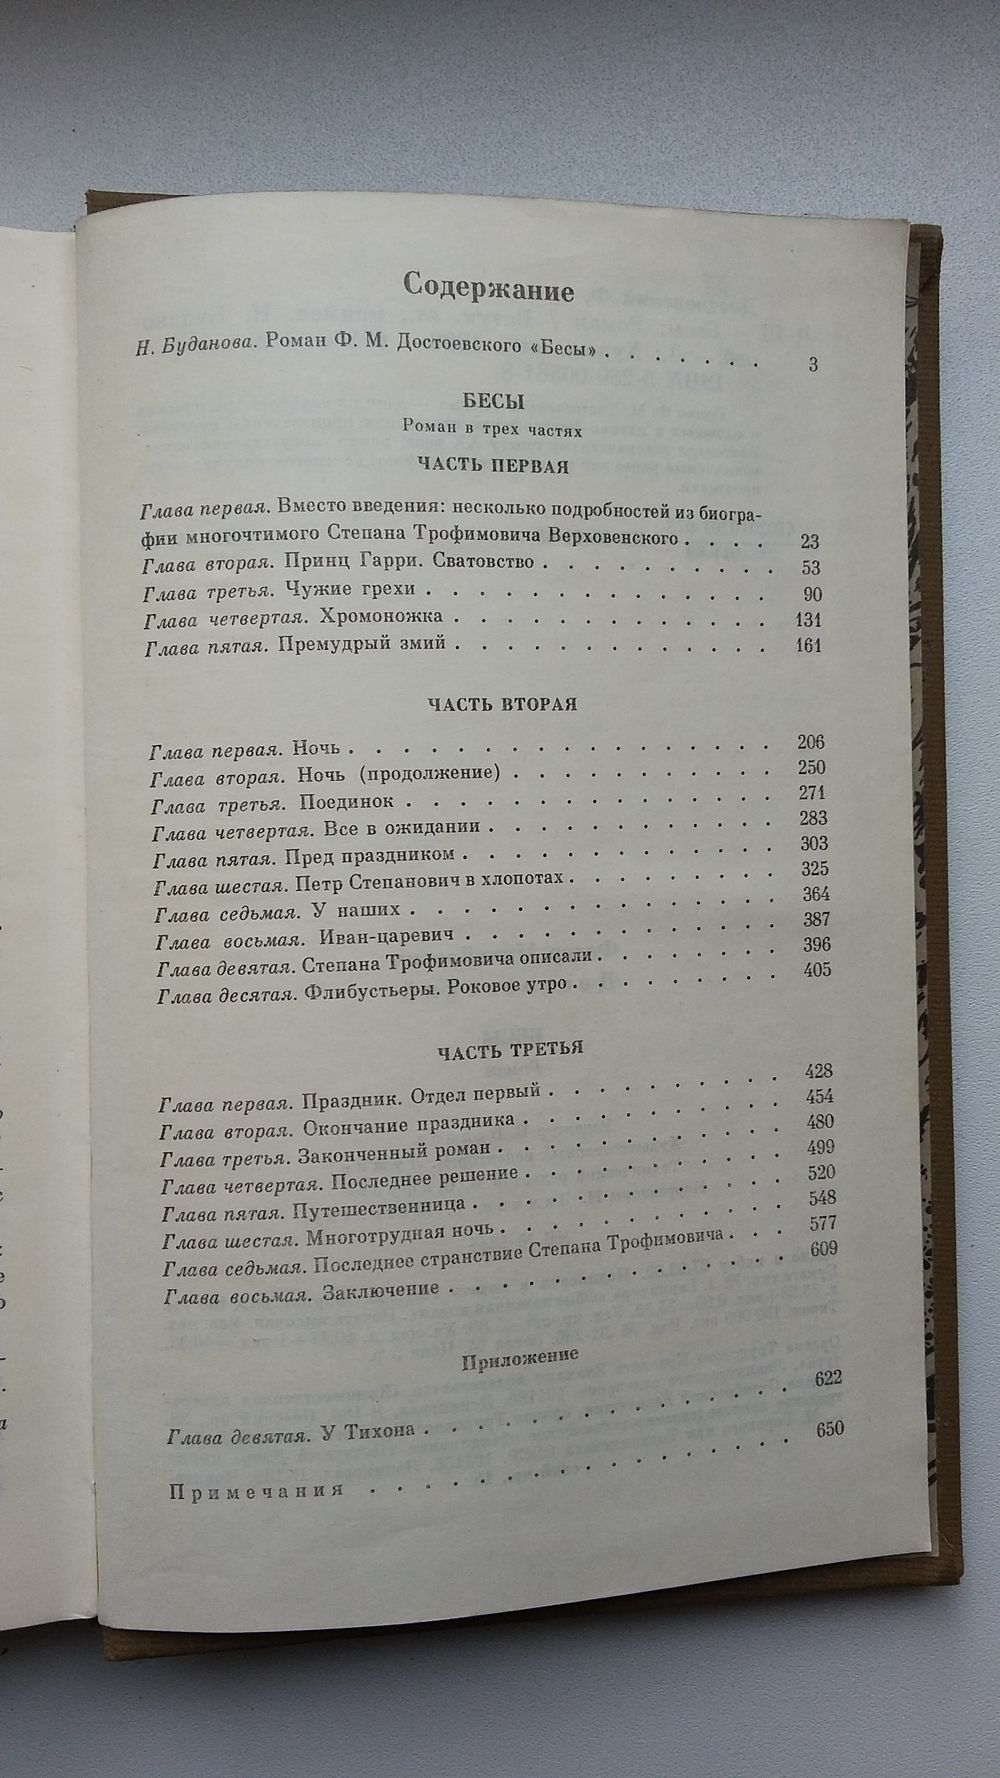 Содержание
Н. Буданова. Роман Ф. М. Достоевского «Бесы» . . . . . . . 3
БЕСЫ
Роман в трех частях
ЧАСТЬ ПЕРВАЯ
Глава первая. Вместо введения: несколько подробностей из биогра-
фии многочтимого Степана Трофимовича Верховенского . . . . 23
Глава вторая. Принц Гарри. Сватовство . . . . . . . . . . 53
Глава третья. Чужие грехи . . . . . . . . . . . . . . 90
Глава четвертая. Хромоножка . . . . . . . . . . . . . 131
Глава пятая. Премудрый змий . . . . . . . . . . . . . 161
ЧАСТЬ ВТОРАЯ
Глава первая. Ночь . . . . . . . . . . . . . . . . 206
Глава вторая. Ночь (продолжение) . . . . . . . . . . . 250
Глава третья. Поединок . . . . . . . . . . . . . . 271
Глава четвертая. Все в ожидании . . . . . . . . . . . 283
Глава пятая. Пред праздником . . . . . . . . . . . . 303
Глава шестая. Петр Степанович в хлопотах . . . . . . . . 325
Глава седьмая. У наших . . . . . . . . . . . . . . 364
Глава восьмая. Иван-царевич . . . . . . . . . . . . 387
Глава девятая. Степана Трофимовича описали . . . . . . . 396
Глава десятая. Флибустьеры. Роковое утро . . . . . . . . 405
ЧАСТЬ ТРЕТЬЯ
Глава первая. Праздник. Отдел первый . . . . . . . . . 428
Глава вторая. Окончание праздника . . . . . . . . . . 454
Глава третья. Законченный роман . . . . . . . . . . . 480
Глава четвертая. Последнее решение . . . . . . . . . . 499
Глава пятая. Путешественница . . . . . . . . . . . . 520
Глава шестая. Многотрудная ночь . . . . . . . . . . . 548
Глава седьмая. Последнее странствие Степана Трофимовича . . . 577
Глава восьмая. Заключение . . . . . . . . . . . . . 609
Приложение
Глава девятая. У Тихона . . . . . . . . . . . . . . 622
Примечания . . . . . . . . . . . . . . . . 650